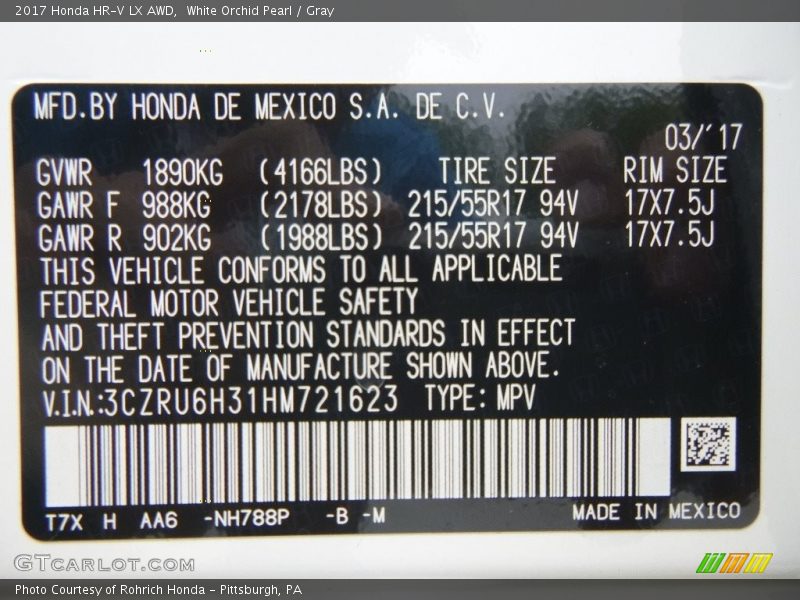 2017 Honda HR-V LX AWD,  White Orchid Pearl / Gray
MFD.BY HONDA DE MEXICO S.A. DE C.V.
03/'17
GVWR 1890KG (4166LBS) TIRE SIZE RIM SIZE
GAWR F 988KG (2178LBS) 215/55R17 94V 17X7.5J
GAWR R 902KG (1988LBS) 215/55R17 94V 17X7.5J
THIS VEHICLE CONFORMS TO ALL APPLICABLE
FEDERAL MOTOR VEHICLE SAFETY
AND THEFT PREVENTION STANDARDS IN EFFECT
ON THE DATE OF MANUFACTURE SHOWN ABOVE.
V.I.N.:3CZRU6H31HM721623 TYPE: MPV
T7X H AA6 -NH788P -B -M MADE IN MEXICO
GTCARLOT.COM
Photo Courtesy of Rohrich Honda - Pittsburgh, PA